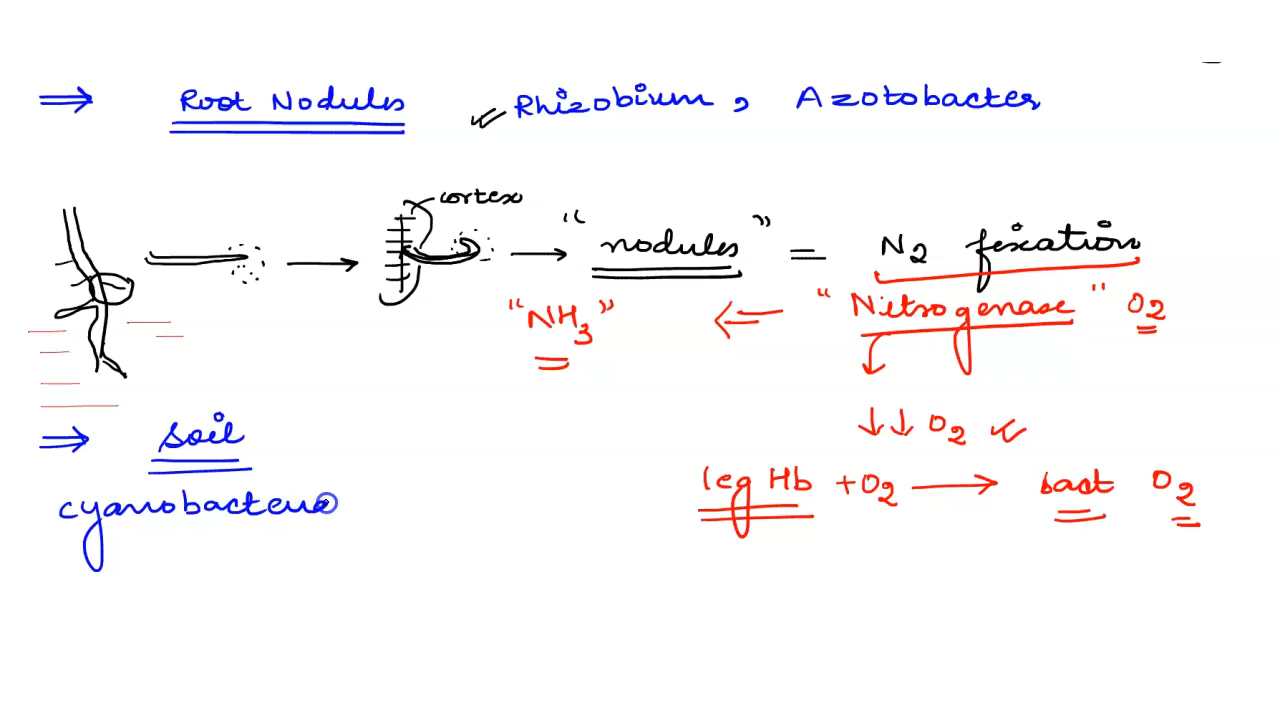 ⇒ Root Nodules ✓ Rhizobium, Azotobacter
cortex
→ → "nodules" = N2 fixation
"NH3" ⇐ "Nitrogenase" O2
↓↓ O2 ✓
⇒ Soil
leg Hb + O2 → bact O2
cyanobacteria